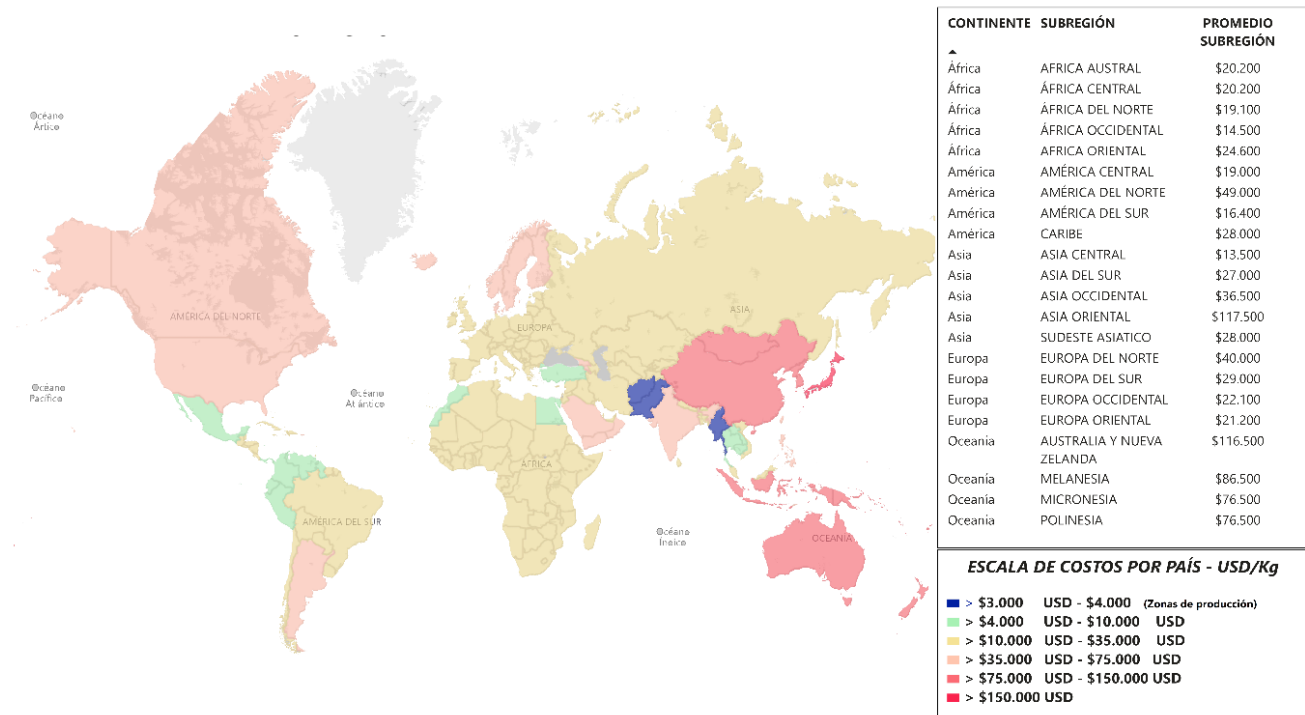 Océano
Ártico
AMÉRICA DEL NORTE
Océano
Pacífico
Océano
Atlántico
EUROPA
ASIA
ÁFRICA
AMÉRICA DEL SUR
Océano
Índico
OCEANÍA
CONTINENTE SUBREGIÓN PROMEDIO
SUBREGIÓN
África AFRICA AUSTRAL $20.200
África ÁFRICA CENTRAL $20.200
África ÁFRICA DEL NORTE $19.100
África ÁFRICA OCCIDENTAL $14.500
África AFRICA ORIENTAL $24.600
América AMÉRICA CENTRAL $19.000
América AMÉRICA DEL NORTE $49.000
América AMÉRICA DEL SUR $16.400
América CARIBE $28.000
Asia ASIA CENTRAL $13.500
Asia ASIA DEL SUR $27.000
Asia ASIA OCCIDENTAL $36.500
Asia ASIA ORIENTAL $117.500
Asia SUDESTE ASIATICO $28.000
Europa EUROPA DEL NORTE $40.000
Europa EUROPA DEL SUR $29.000
Europa EUROPA OCCIDENTAL $22.100
Europa EUROPA ORIENTAL $21.200
Oceanía AUSTRALIA Y NUEVA $116.500
ZELANDA
Oceanía MELANESIA $86.500
Oceanía MICRONESIA $76.500
Oceanía POLINESIA $76.500
ESCALA DE COSTOS POR PAÍS - USD/Kg
> $3.000 USD - $4.000 (Zonas de producción)
> $4.000 USD - $10.000 USD
> $10.000 USD - $35.000 USD
> $35.000 USD - $75.000 USD
> $75.000 USD - $150.000 USD
> $150.000 USD